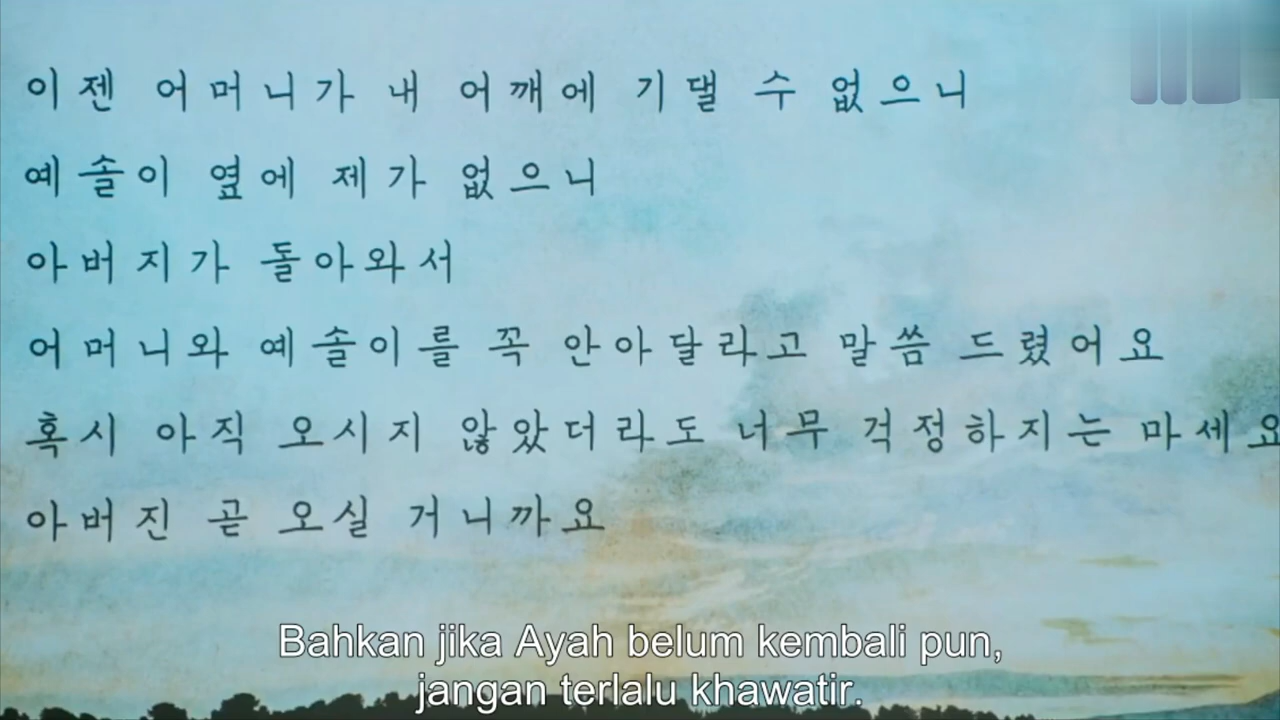 이젠 어머니가 내 어깨에 기댈 수 없으니
예솔이 옆에 제가 없으니
아버지가 돌아와서
어머니와 예솔이를 꼭 안아달라고 말씀 드렸어요
혹시 아직 오시지 않았더라도 너무 걱정하지는 마세요
아버진 곧 오실 거니까요
Bahkan jika Ayah belum kembali pun,
jangan terlalu khawatir.